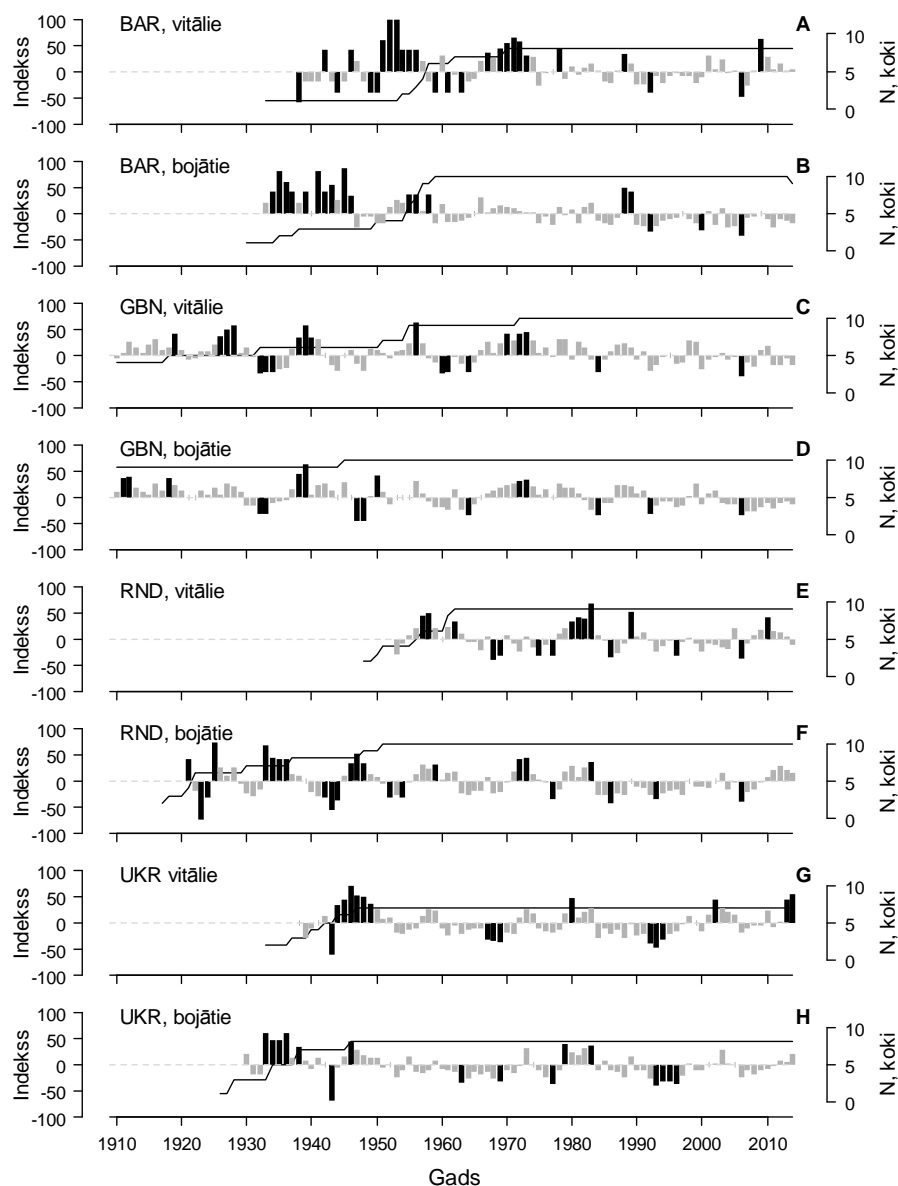 BAR, vitālie
A
Indekss
100
50
0
-50
-100
10
5
0
N, koki
BAR, bojātie
B
Indekss
100
50
0
-50
-100
10
5
0
N, koki
GBN, vitālie
C
Indekss
100
50
0
-50
-100
10
5
0
N, koki
GBN, bojātie
D
Indekss
100
50
0
-50
-100
10
5
0
N, koki
RND, vitālie
E
Indekss
100
50
0
-50
-100
10
5
0
N, koki
RND, bojātie
F
Indekss
100
50
0
-50
-100
10
5
0
N, koki
UKR vitālie
G
Indekss
100
50
0
-50
-100
10
5
0
N, koki
UKR, bojātie
H
Indekss
100
50
0
-50
-100
10
5
0
N, koki
1910 1920 1930 1940 1950 1960 1970 1980 1990 2000 2010
Gads